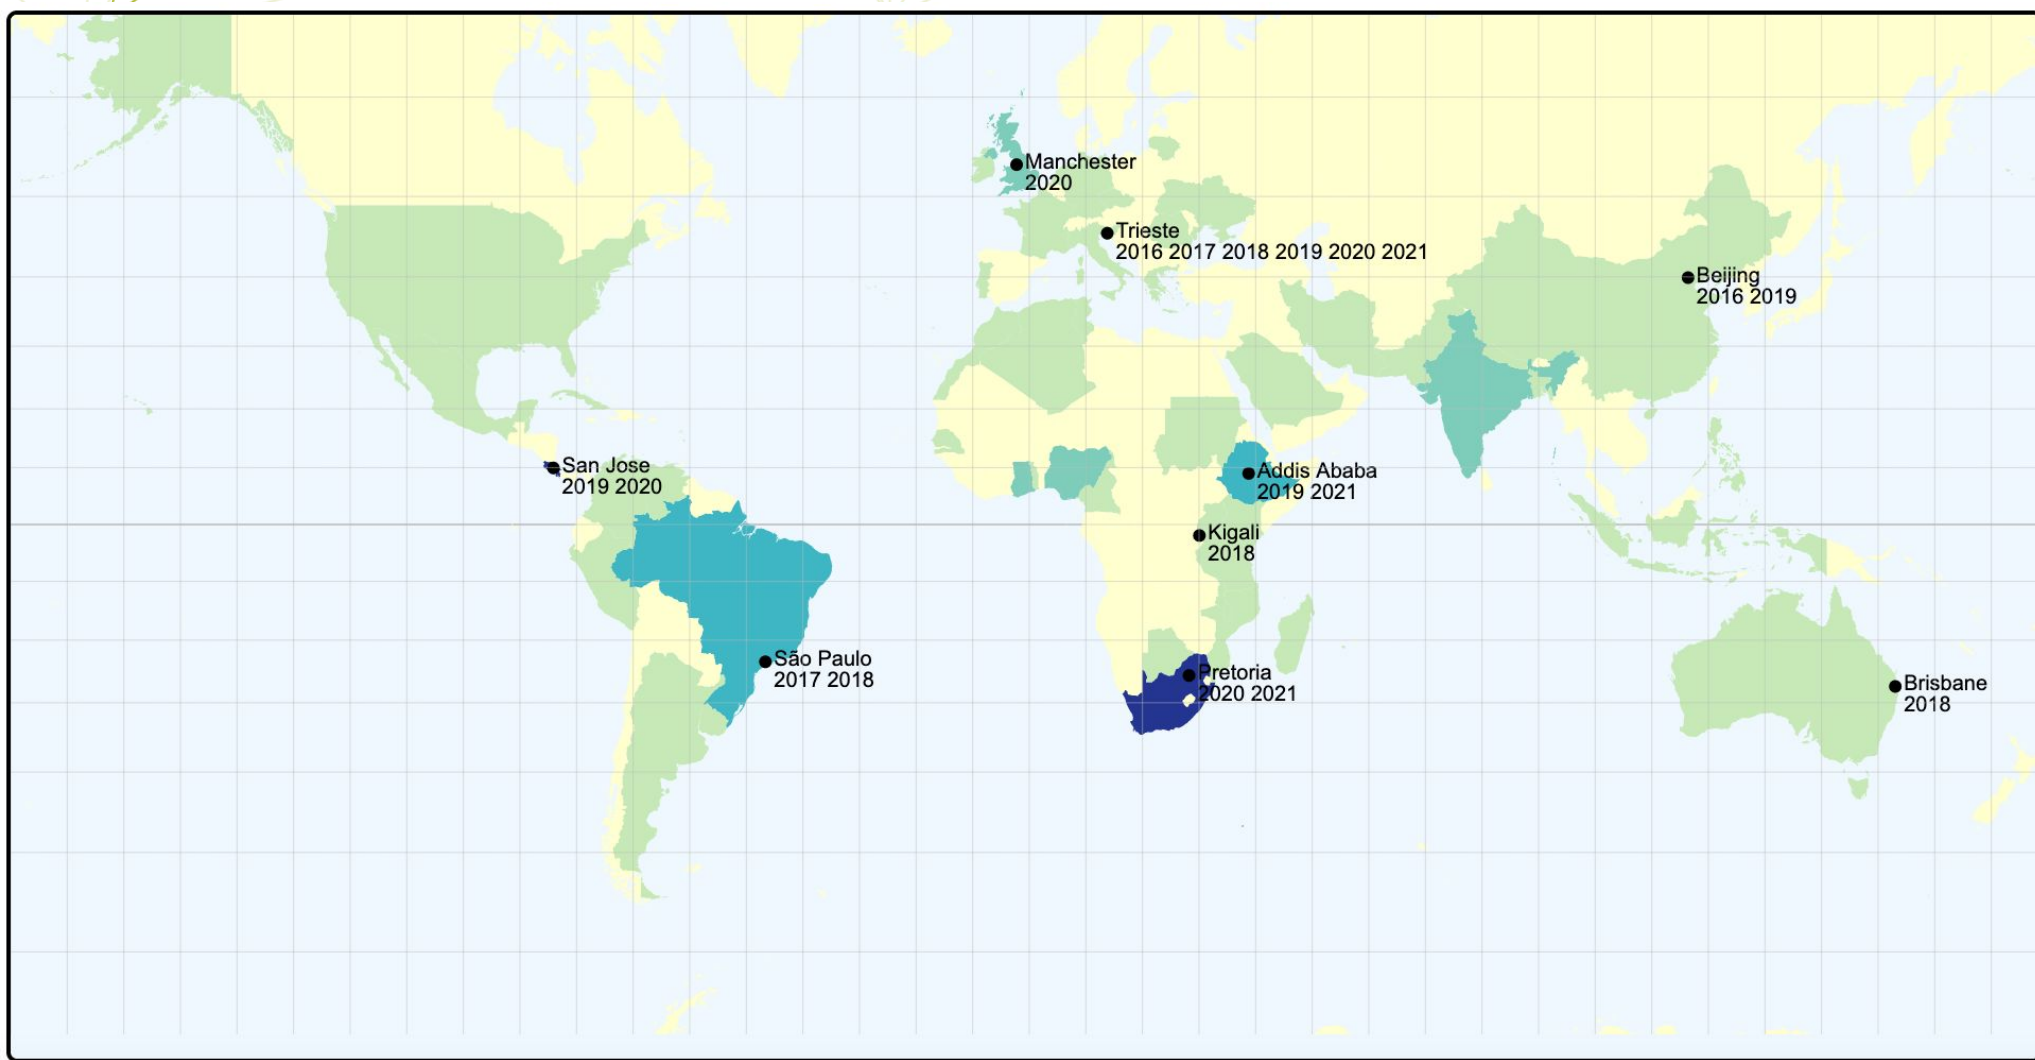 Manchester
2020
Trieste
2016 2017 2018 2019 2020 2021
Beijing
2016 2019
San Jose
2019 2020
Addis Ababa
2019 2021
Kigali
2018
São Paulo
2017 2018
Pretoria
2020 2021
Brisbane
2018